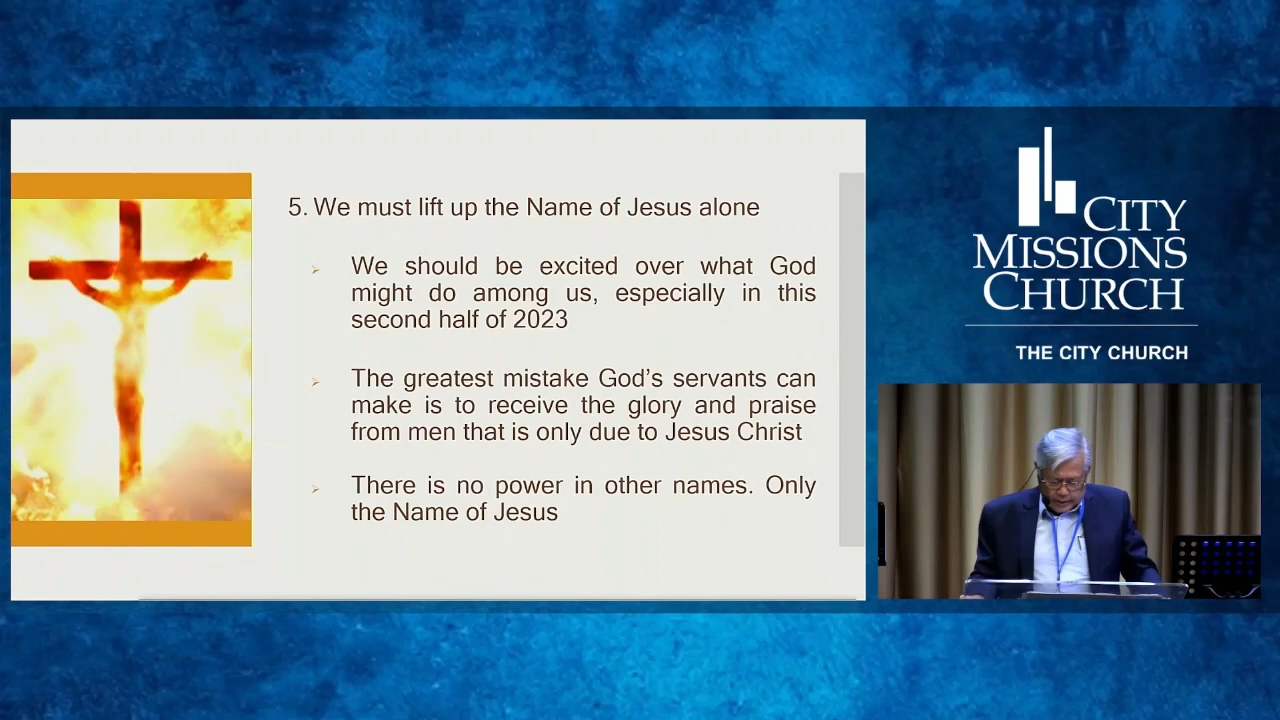 5. We must lift up the Name of Jesus alone
We should be excited over what God
might do among us, especially in this
second half of 2023
The greatest mistake God’s servants can
make is to receive the glory and praise
from men that is only due to Jesus Christ
There is no power in other names. Only
the Name of Jesus
CITY
MISSIONS
CHURCH
THE CITY CHURCH